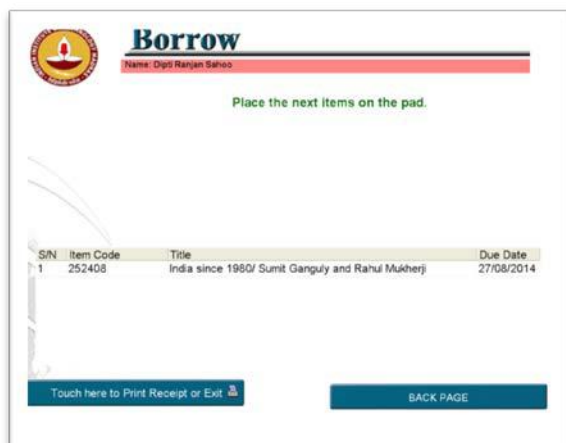 Borrow
Name: Dipti Ranjan Sahoo
Place the next items on the pad.
S/N Item Code Title Due Date
1 252408 India since 1980/ Sumit Ganguly and Rahul Mukherji 27/08/2014
Touch here to Print Receipt or Exit
BACK PAGE